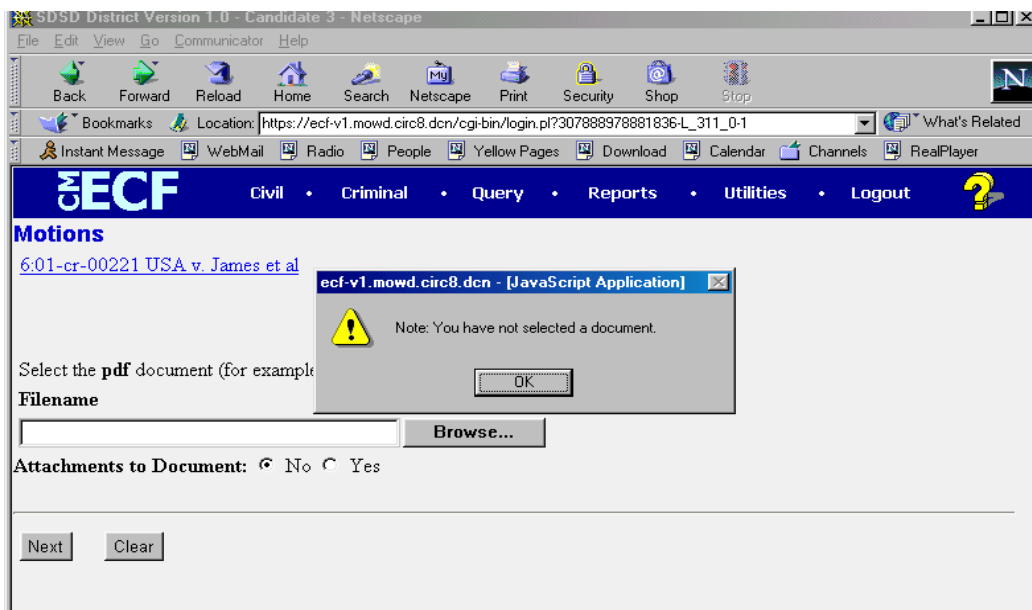 SDSD District Version 1.0 - Candidate 3 - Netscape
File Edit View Go Communicator Help
My
Back Forward Reload Home Search Netscape Print Security Shop Stop
N
Bookmarks Location: https://ecf-v1.mowd.circ8.dcn/cgi-bin/login.pl?307888978881836-L_311_0-1 What's Related
Instant Message WebMail Radio People Yellow Pages Download Calendar Channels RealPlayer
CM ECF Civil • Criminal • Query • Reports • Utilities • Logout ?
Motions
6:01-cr-00221 USA v. James et al
ecf-v1.mowd.circ8.dcn - [JavaScript Application]
Note: You have not selected a document.
OK
Select the pdf document (for example
Filename
Browse...
Attachments to Document: No Yes
Next Clear